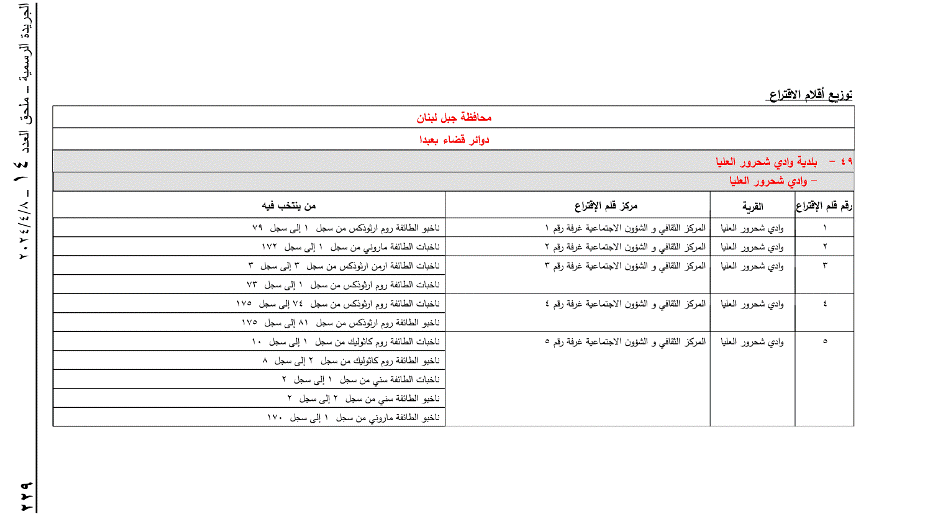 الجريدة الرسمية – ملحق العدد ١٤ – ٢٠٢٤/٤/٨
توزيع أقلام الاقتراع
محافظة جبل لبنان
دوائر قضاء بعبدا
٤٩ - بلدية وادي شحرور العليا
- وادي شحرور العليا
رقم قلم الإقتراع القرية مركز قلم الإقتراع من ينتخب فيه
١ وادي شحرور العليا المركز الثقافي و الشؤون الاجتماعية غرفة رقم ١ ناخبو الطائفة روم ارثوذكس من سجل ١ إلى سجل ٧٩
٢ وادي شحرور العليا المركز الثقافي و الشؤون الاجتماعية غرفة رقم ٢ ناخبات الطائفة ماروني من سجل ١ إلى سجل ١٧٢
٣ وادي شحرور العليا المركز الثقافي و الشؤون الاجتماعية غرفة رقم ٣ ناخبات الطائفة ارمن ارثوذكس من سجل ٣ إلى سجل ٣
ناخبات الطائفة روم ارثوذكس من سجل ١ إلى سجل ٧٣
٤ وادي شحرور العليا المركز الثقافي و الشؤون الاجتماعية غرفة رقم ٤ ناخبات الطائفة روم ارثوذكس من سجل ٧٤ إلى سجل ١٧٥
ناخبو الطائفة روم ارثوذكس من سجل ٨١ إلى سجل ١٧٥
٥ وادي شحرور العليا المركز الثقافي و الشؤون الاجتماعية غرفة رقم ٥ ناخبات الطائفة روم كاثوليك من سجل ١ إلى سجل ١٠
ناخبو الطائفة روم كاثوليك من سجل ٢ إلى سجل ٨
ناخبات الطائفة سني من سجل ١ إلى سجل ٢
ناخبو الطائفة سني من سجل ٢ إلى سجل ٢
ناخبو الطائفة ماروني من سجل ١ إلى سجل ١٧٠
٢٢٩